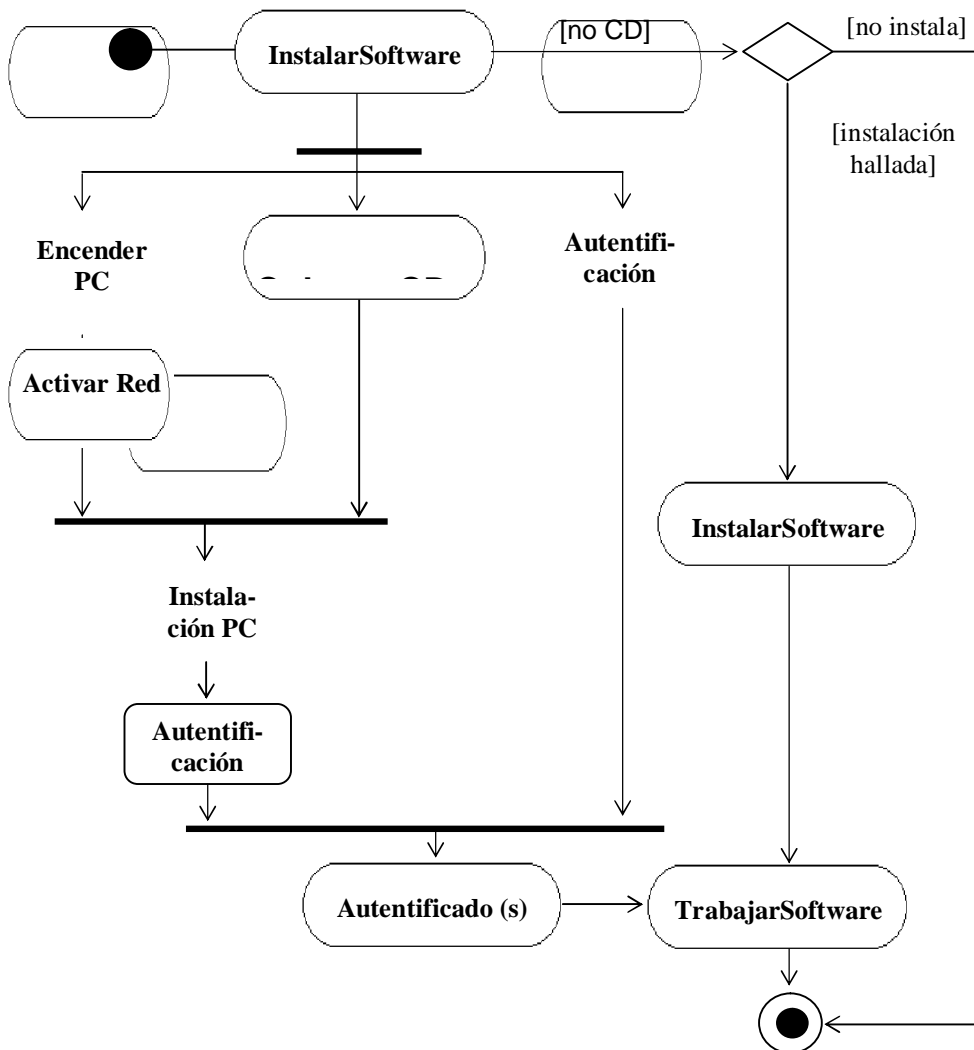 [no CD]
[no instala]
InstalarSoftware
[instalación
hallada]
Encender
PC
Autentifi-
cación
Activar Red
InstalarSoftware
Instala-
ción PC
Autentifi-
cación
Autentificado (s)
TrabajarSoftware